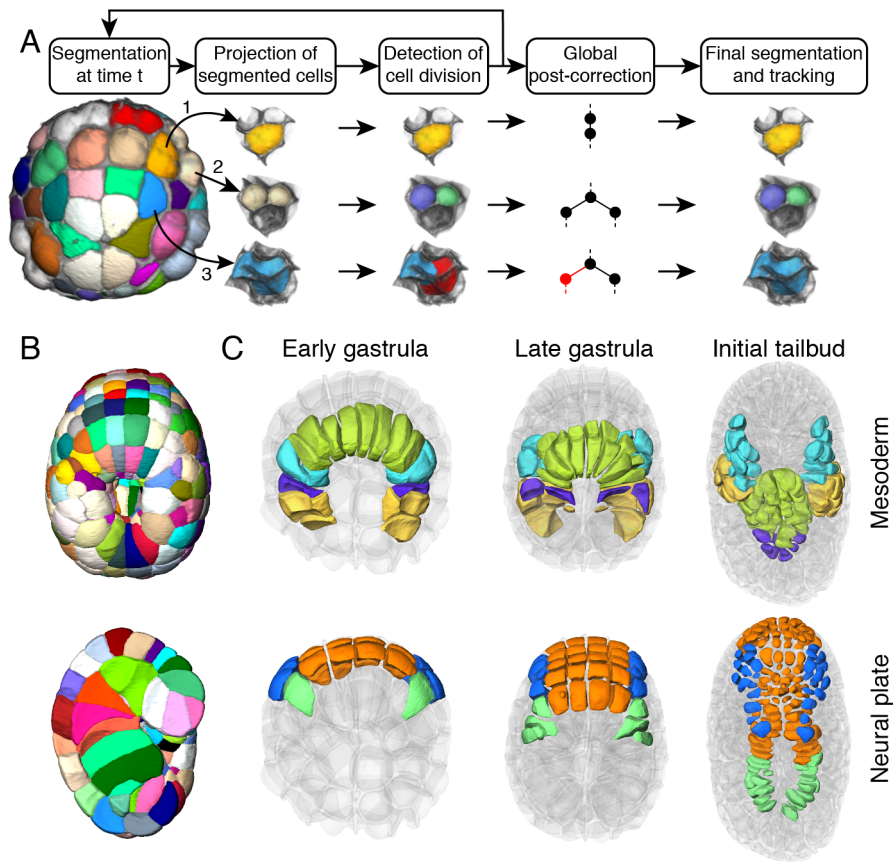 A
Segmentation
at time t
Projection of
segmented cells
Detection of
cell division
Global
post-correction
Final segmentation
and tracking
1
2
3
B
C
Early gastrula
Late gastrula
Initial tailbud
Mesoderm
Neural plate